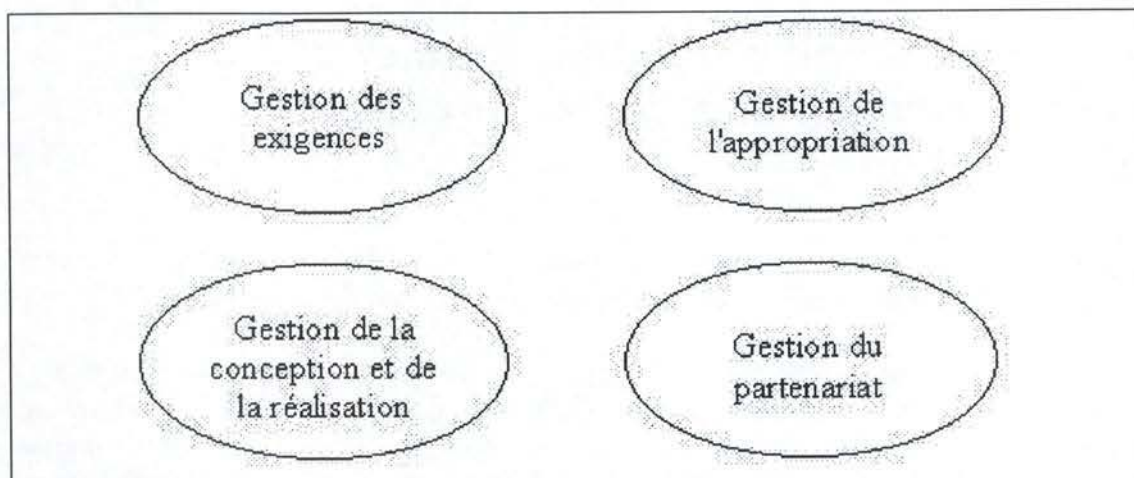 Gestion des
exigences
Gestion de
l'appropriation
Gestion de la
conception et de
la réalisation
Gestion du
partenariat